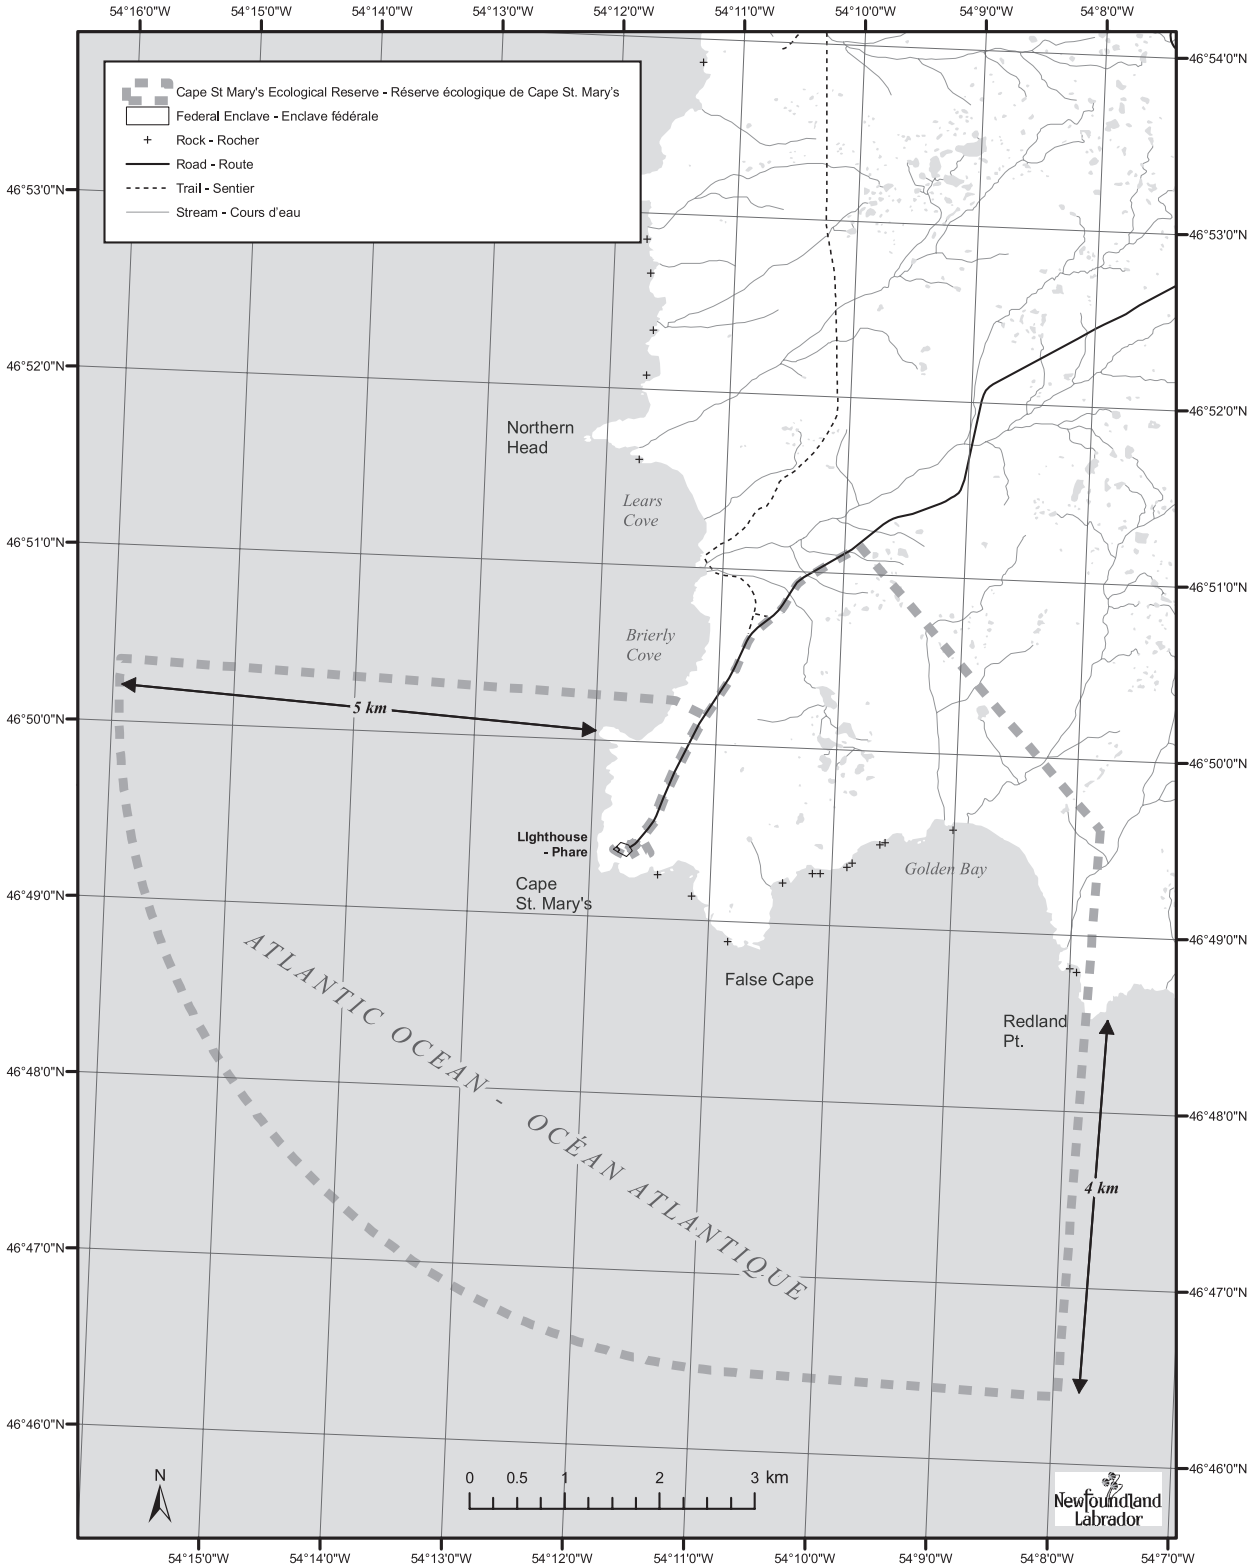 54°16'0"W
54°15'0"W
54°14'0"W
54°13'0"W
54°12'0"W
54°11'0"W
54°10'0"W
54°9'0"W
54°8'0"W
Cape St Mary's Ecological Reserve - Réserve écologique de Cape St. Mary's
Federal Enclave - Enclave fédérale
Rock - Rocher
Road - Route
Trail - Sentier
Stream - Cours d'eau
46°54'0"N
46°53'0"N
46°53'0"N
46°52'0"N
46°52'0"N
Northern
Head
Lears
Cove
46°51'0"N
46°51'0"N
Brierly
Cove
5 km
46°50'0"N
46°50'0"N
LIghthouse
- Phare
Golden Bay
Cape
St. Mary's
46°49'0"N
46°49'0"N
ATLANTIC OCEAN - OCÉAN ATLANTIQUE
False Cape
Redland
Pt.
46°48'0"N
46°48'0"N
4 km
46°47'0"N
46°47'0"N
46°46'0"N
46°46'0"N
N
0 0.5 1 2 3 km
Newfoundland
Labrador
54°15'0"W
54°14'0"W
54°13'0"W
54°12'0"W
54°11'0"W
54°10'0"W
54°9'0"W
54°8'0"W
54°7'0"W